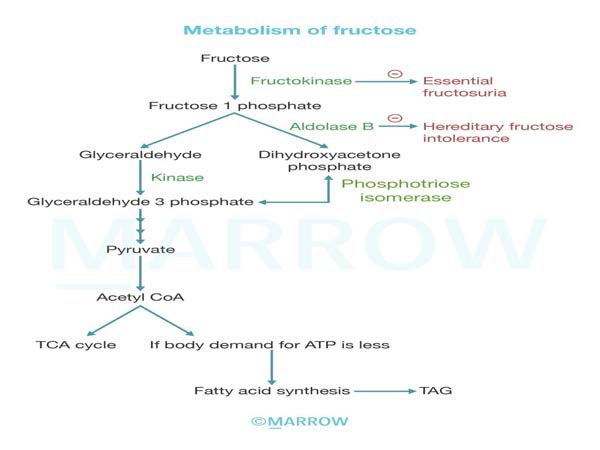 Metabolism of fructose
Fructose
Fructokinase
Essential
fructosuria
Fructose 1 phosphate
Aldolase B
Hereditary fructose
intolerance
Glyceraldehyde
Dihydroxyacetone
phosphate
Kinase
Phosphotriose
isomerase
Glyceraldehyde 3 phosphate
MARROW
Pyruvate
Acetyl CoA
TCA cycle
If body demand for ATP is less
Fatty acid synthesis
TAG
©MARROW